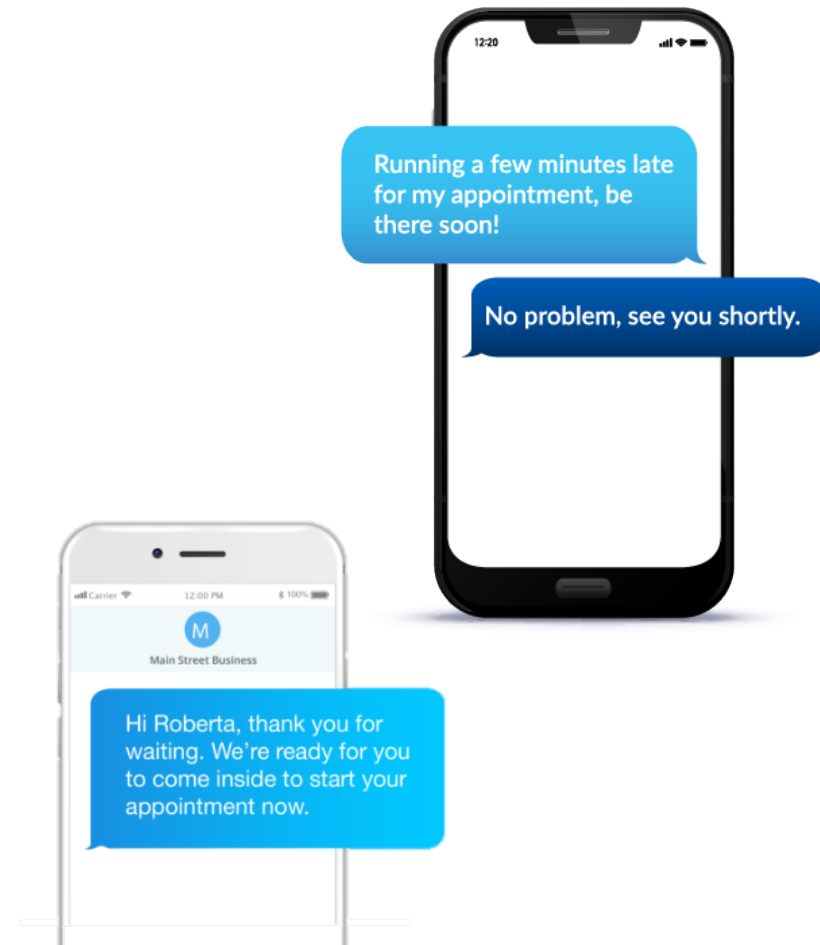 12:20
Running a few minutes late
for my appointment, be
there soon!
No problem, see you shortly.
Carrier 12:00 PM 100%
M
Main Street Business
Hi Roberta, thank you for
waiting. We’re ready for you
to come inside to start your
appointment now.